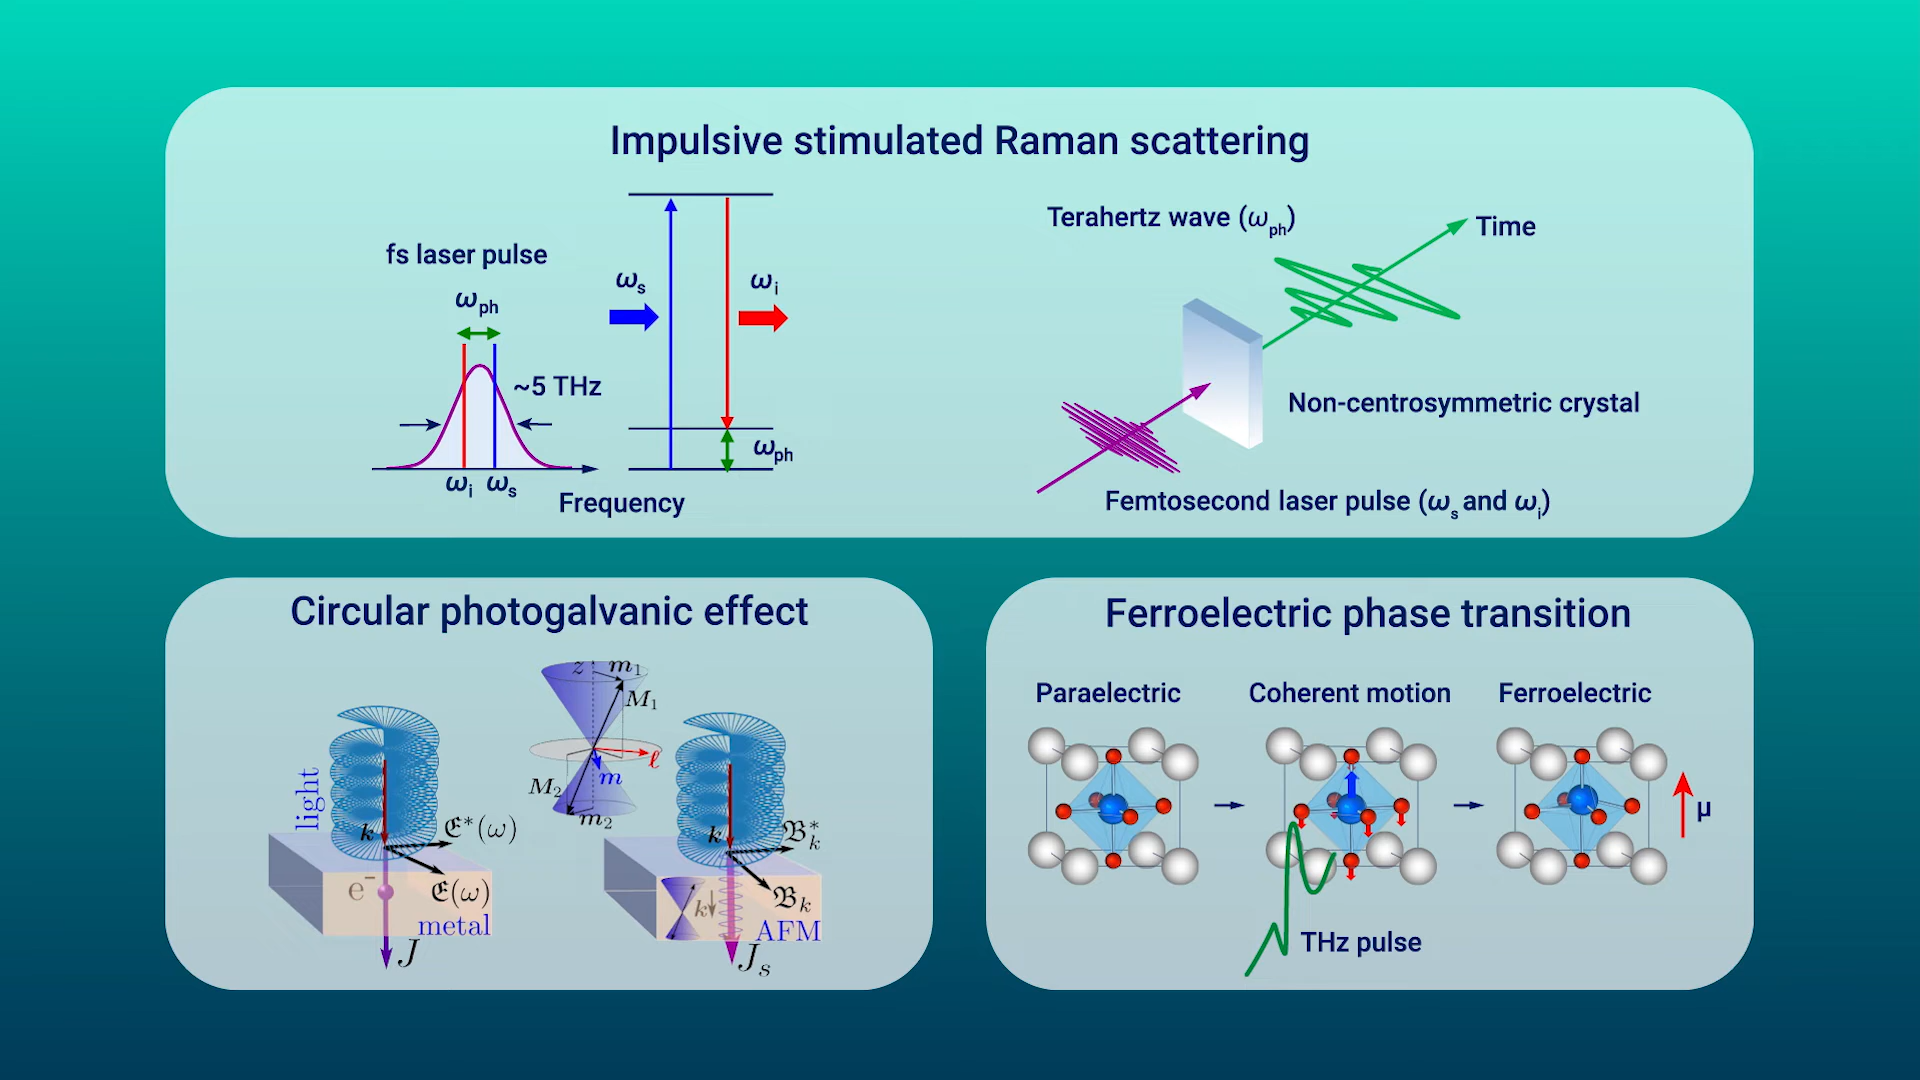 Impulsive stimulated Raman scattering
fs laser pulse
ωph
~5 THz
ωi ωs
Frequency
ωs
ωi
ωph
Terahertz wave (ωph)
Time
Non-centrosymmetric crystal
Femtosecond laser pulse (ωs and ωi)
Circular photogalvanic effect
light
k
𝔈*(ω)
𝔈(ω)
e⁻
metal
J
z
m₁
M₁
ℓ
m
M₂
m₂
k
𝔅*k
𝔅k
k↓
AFM
Js
Ferroelectric phase transition
Paraelectric
Coherent motion
Ferroelectric
μ
THz pulse